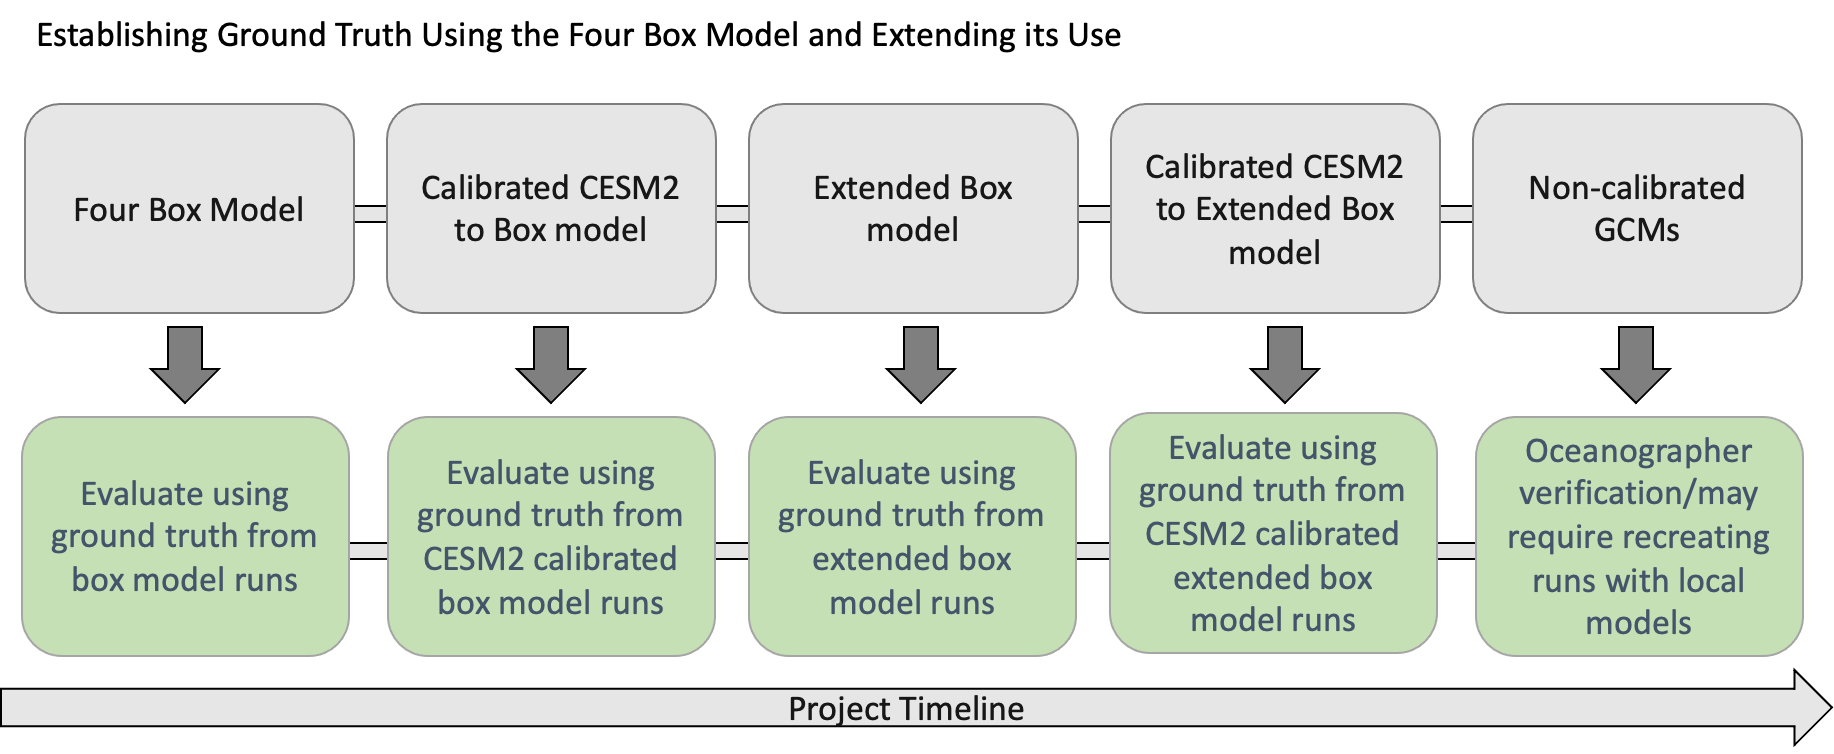 Establishing Ground Truth Using the Four Box Model and Extending its Use
Four Box Model
Calibrated CESM2
to Box model
Extended Box
model
Calibrated CESM2
to Extended Box
model
Non-calibrated
GCMs
Evaluate using
ground truth from
box model runs
Evaluate using
ground truth from
CESM2 calibrated
box model runs
Evaluate using
ground truth from
extended box
model runs
Evaluate using
ground truth from
CESM2 calibrated
extended box
model runs
Oceanographer
verification/may
require recreating
runs with local
models
Project Timeline